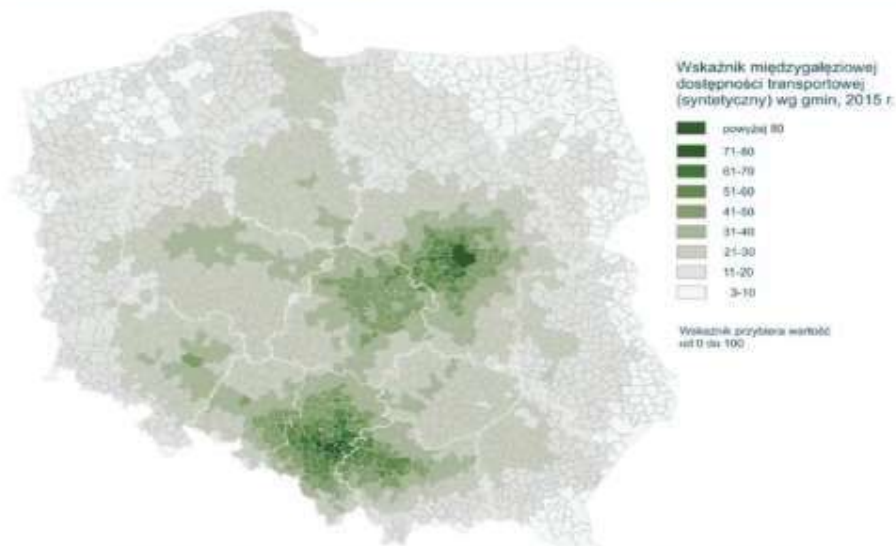 Wskaźnik międzygałęziowej
dostępności transportowej
(syntetyczny) wg gmin, 2015 r.
powyżej 80
71-80
61-70
51-60
41-50
31-40
21-30
11-20
3-10
Wskaźnik przybiera wartość
od 0 do 100